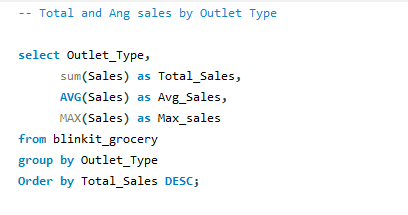 -- Total and Ang sales by Outlet Type
select Outlet_Type,
sum(Sales) as Total_Sales,
AVG(Sales) as Avg_Sales,
MAX(Sales) as Max_sales
from blinkit_grocery
group by Outlet_Type
Order by Total_Sales DESC;